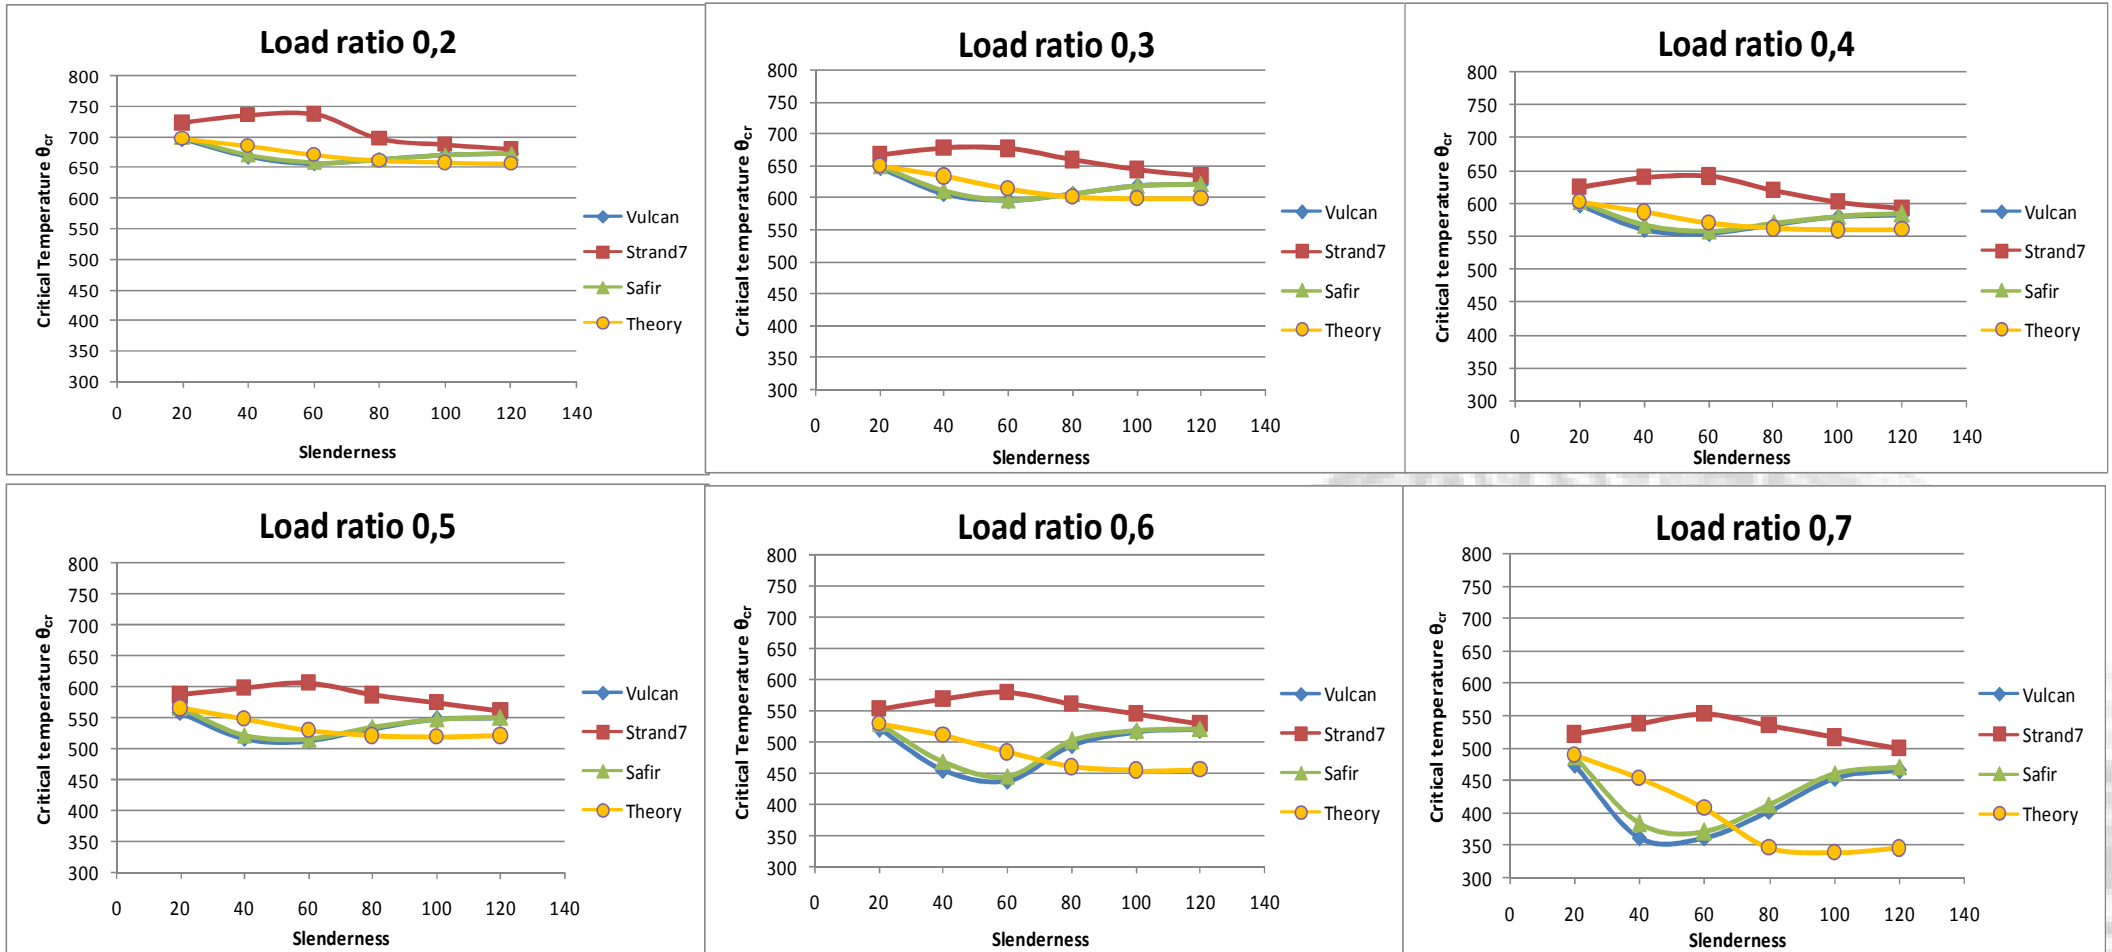 Load ratio 0,2
800
750
700
650
600
550
500
450
400
350
300
0 20 40 60 80 100 120 140
Critical Temperature θcr
Slenderness
Vulcan
Strand7
Safir
Theory
Load ratio 0,3
800
750
700
650
600
550
500
450
400
350
300
0 20 40 60 80 100 120 140
Critical temperature θcr
Slenderness
Vulcan
Strand7
Safir
Theory
Load ratio 0,4
800
750
700
650
600
550
500
450
400
350
300
0 20 40 60 80 100 120 140
Critical temperature θcr
Slenderness
Vulcan
Strand7
Safir
Theory
Load ratio 0,5
800
750
700
650
600
550
500
450
400
350
300
0 20 40 60 80 100 120 140
Critical temperature θcr
Slenderness
Vulcan
Strand7
Safir
Theory
Load ratio 0,6
800
750
700
650
600
550
500
450
400
350
300
0 20 40 60 80 100 120 140
Critical Temperature θcr
Slenderness
Vulcan
Strand7
Safir
Theory
Load ratio 0,7
800
750
700
650
600
550
500
450
400
350
300
0 20 40 60 80 100 120 140
Critical temperature θcr
Slenderness
Vulcan
Strand7
Safir
Theory